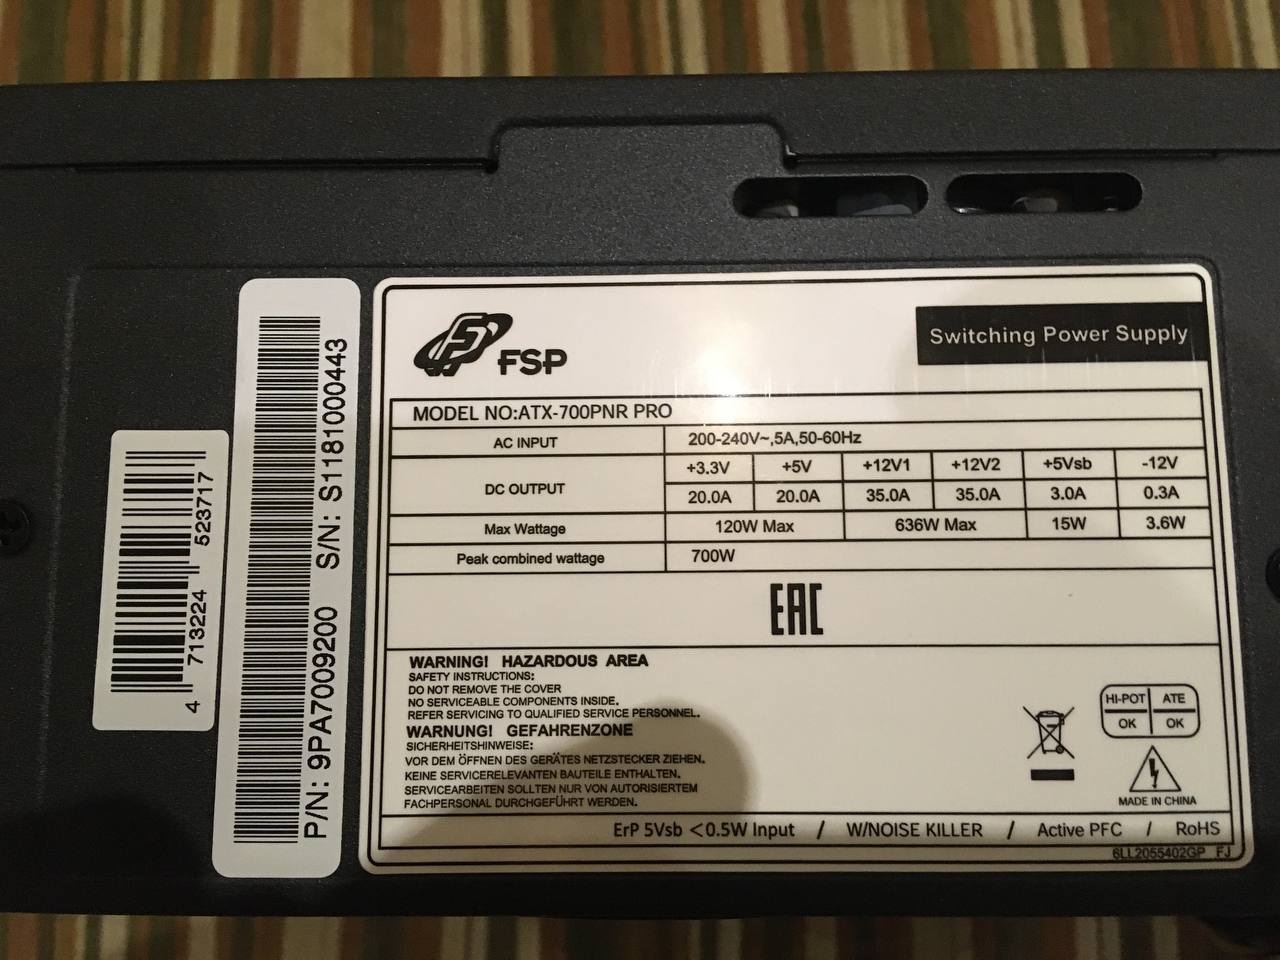 4 713224 523717
P/N: 9PA7009200 S/N: S1181000443
FSP
Switching Power Supply
MODEL NO:ATX-700PNR PRO
AC INPUT 200-240V~,5A,50-60Hz
DC OUTPUT +3.3V +5V +12V1 +12V2 +5Vsb -12V
20.0A 20.0A 35.0A 35.0A 3.0A 0.3A
Max Wattage 120W Max 636W Max 15W 3.6W
Peak combined wattage 700W
EAC
WARNING! HAZARDOUS AREA
SAFETY INSTRUCTIONS:
DO NOT REMOVE THE COVER
NO SERVICEABLE COMPONENTS INSIDE.
REFER SERVICING TO QUALIFIED SERVICE PERSONNEL.
WARNUNG! GEFAHRENZONE
SICHERHEITSHINWEISE:
VOR DEM ÖFFNEN DES GERÄTES NETZSTECKER ZIEHEN.
KEINE SERVICERELEVANTEN BAUTEILE ENTHALTEN.
SERVICEARBEITEN SOLLTEN NUR VON AUTORISIERTEM
FACHPERSONAL DURCHGEFÜHRT WERDEN.
HI-POT ATE
OK OK
MADE IN CHINA
ErP 5Vsb <0.5W Input / W/NOISE KILLER / Active PFC / RoHS
6LL2055402GP FJ